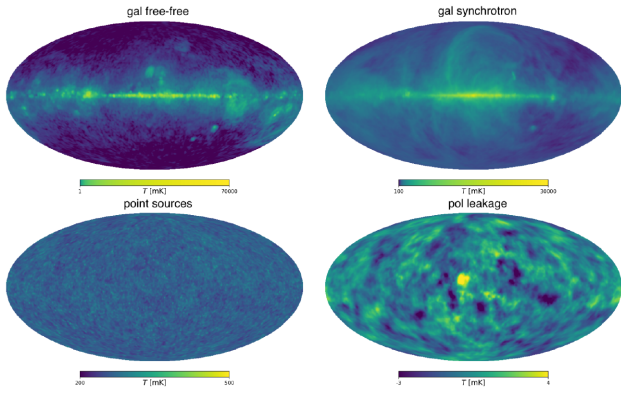 gal free-free
gal synchrotron
1 T [mK] 70000
100 T [mK] 30000
point sources
pol leakage
200 T [mK] 500
-3 T [mK] 4